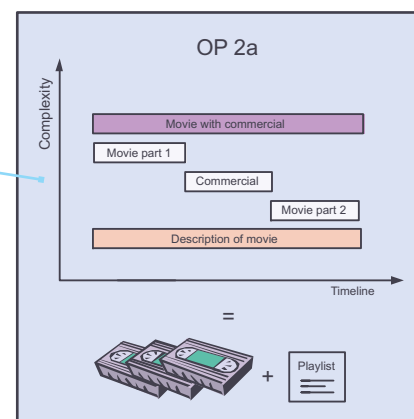 OP 2a
Complexity
Movie with commercial
Movie part 1
Commercial
Movie part 2
Description of movie
Timeline
=
+
Playlist